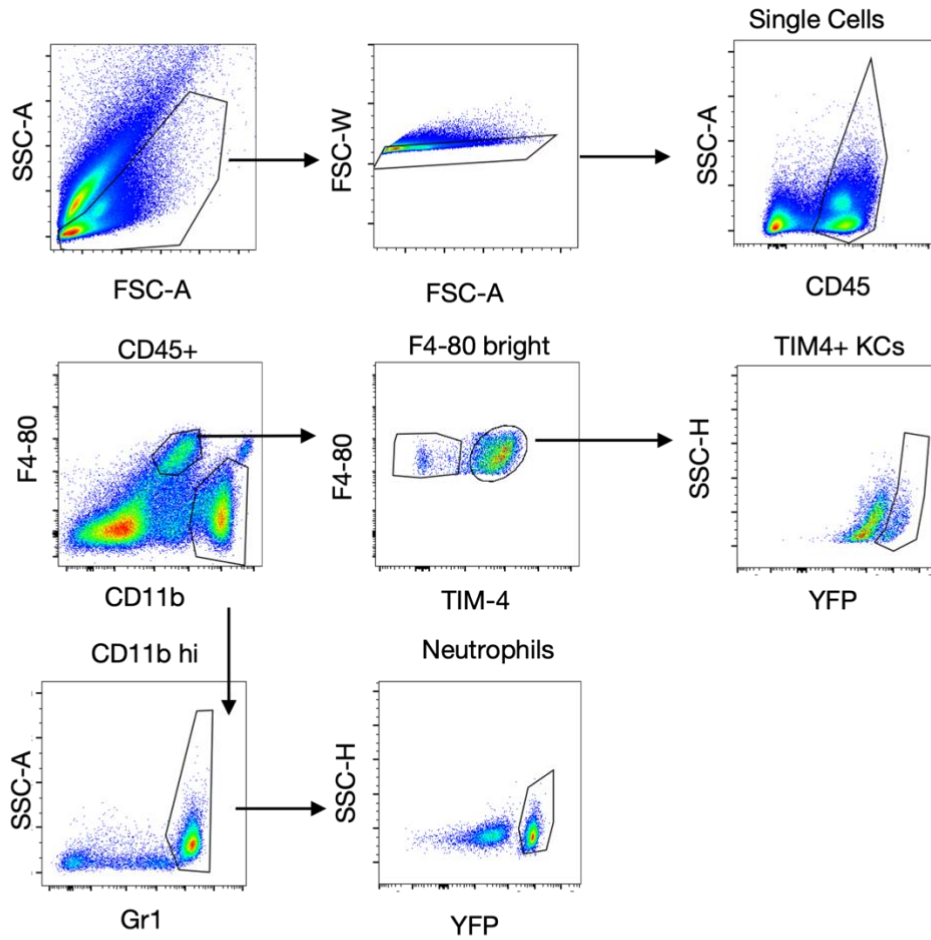 Single Cells
SSC-A
FSC-A
FSC-W
FSC-A
SSC-A
CD45
CD45+
F4-80
CD11b
F4-80 bright
F4-80
TIM-4
TIM4+ KCs
SSC-H
YFP
CD11b hi
SSC-A
Gr1
Neutrophils
SSC-H
YFP